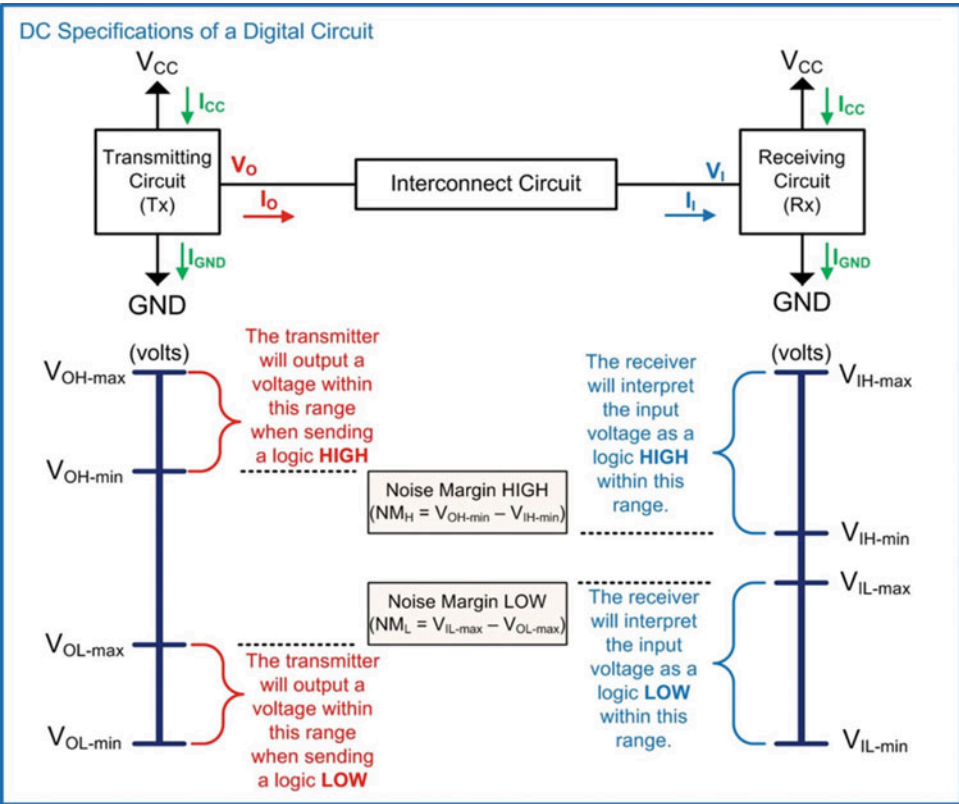 DC Specifications of a Digital Circuit
VCC
ICC
Transmitting
Circuit
(Tx)
VO
IO
IGND
GND
Interconnect Circuit
VCC
ICC
VI
II
Receiving
Circuit
(Rx)
IGND
GND
(volts)
VOH-max
VOH-min
VOL-max
VOL-min
The transmitter
will output a
voltage within
this range
when sending
a logic HIGH
Noise Margin HIGH
(NMH = VOH-min – VIH-min)
Noise Margin LOW
(NML = VIL-max – VOL-max)
The transmitter
will output a
voltage within
this range
when sending
a logic LOW
The receiver
will interpret
the input
voltage as a
logic HIGH
within this
range.
The receiver
will interpret
the input
voltage as a
logic LOW
within this
range.
(volts)
VIH-max
VIH-min
VIL-max
VIL-min